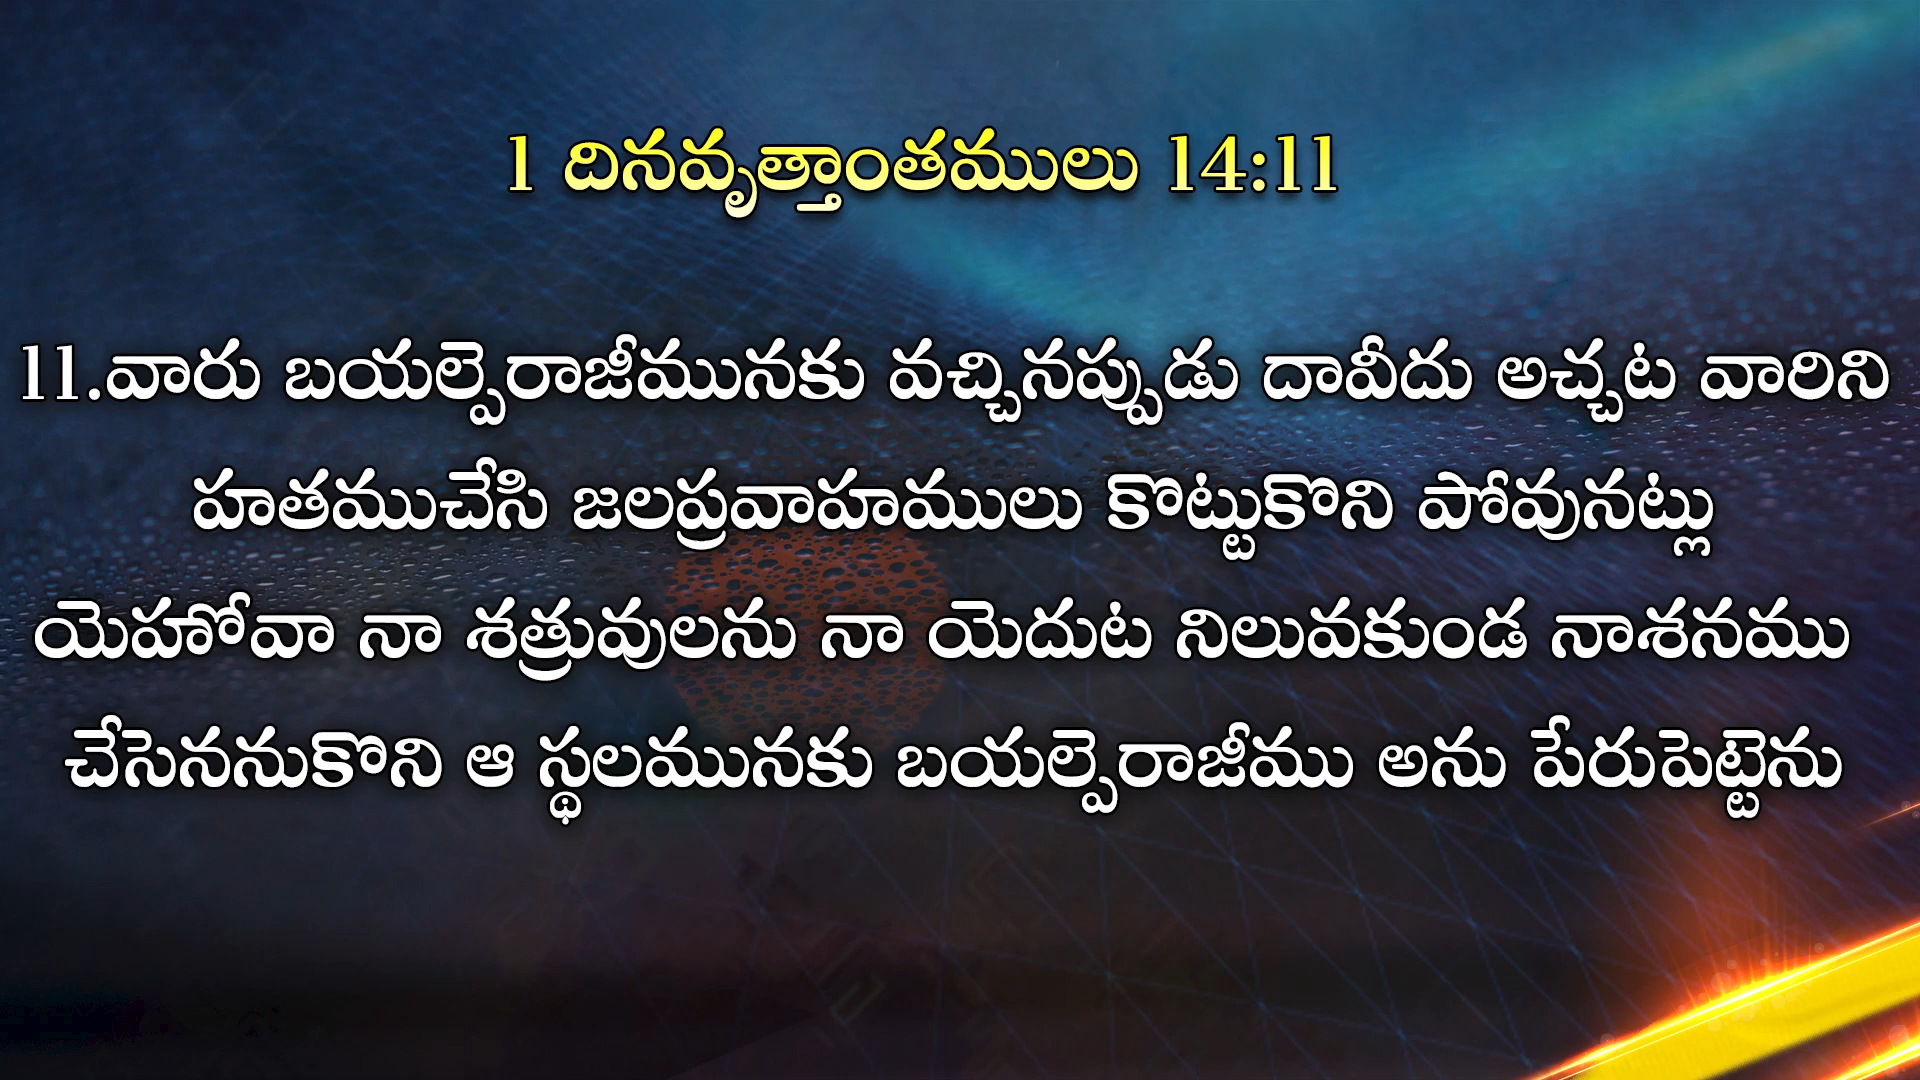 1 దినవృత్తాంతములు 14:11
11.వారు బయల్పెరాజీమునకు వచ్చినప్పుడు దావీదు అచ్చట వారిని
హతముచేసి జలప్రవాహములు కొట్టుకొని పోవునట్లు
యెహోవా నా శత్రువులను నా యెదుట నిలువకుండ నాశనము
చేసెననుకొని ఆ స్థలమునకు బయల్పెరాజీము అను పేరుపెట్టెను